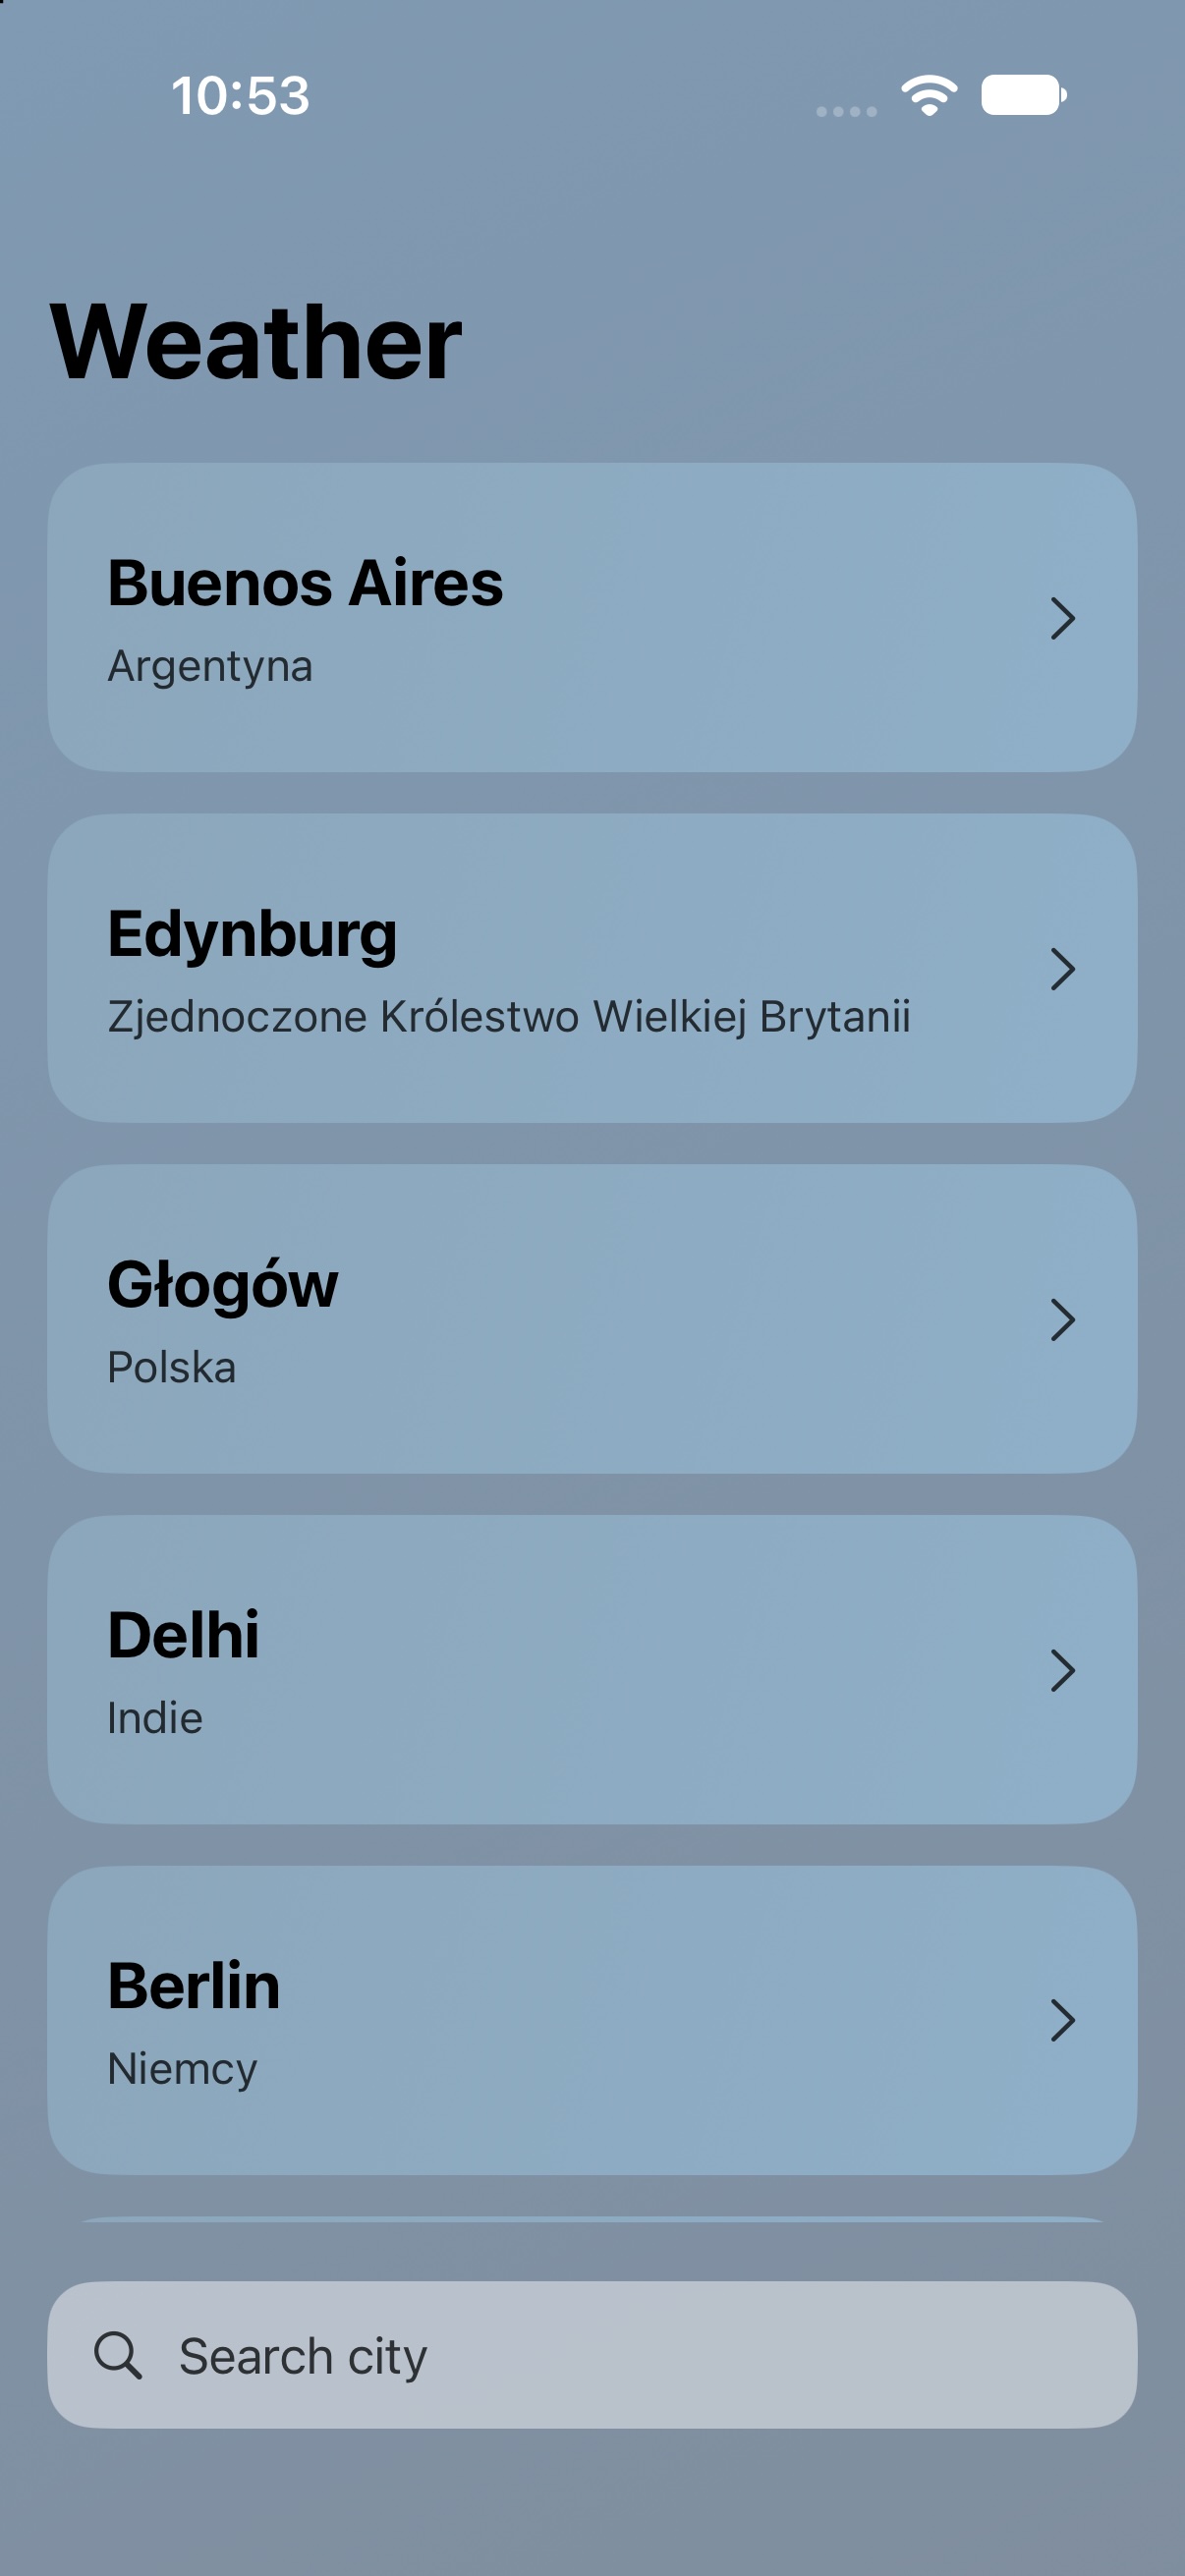 10:53
Weather
Buenos Aires
Argentyna
Edynburg
Zjednoczone Królestwo Wielkiej Brytanii
Głogów
Polska
Delhi
Indie
Berlin
Niemcy
Search city